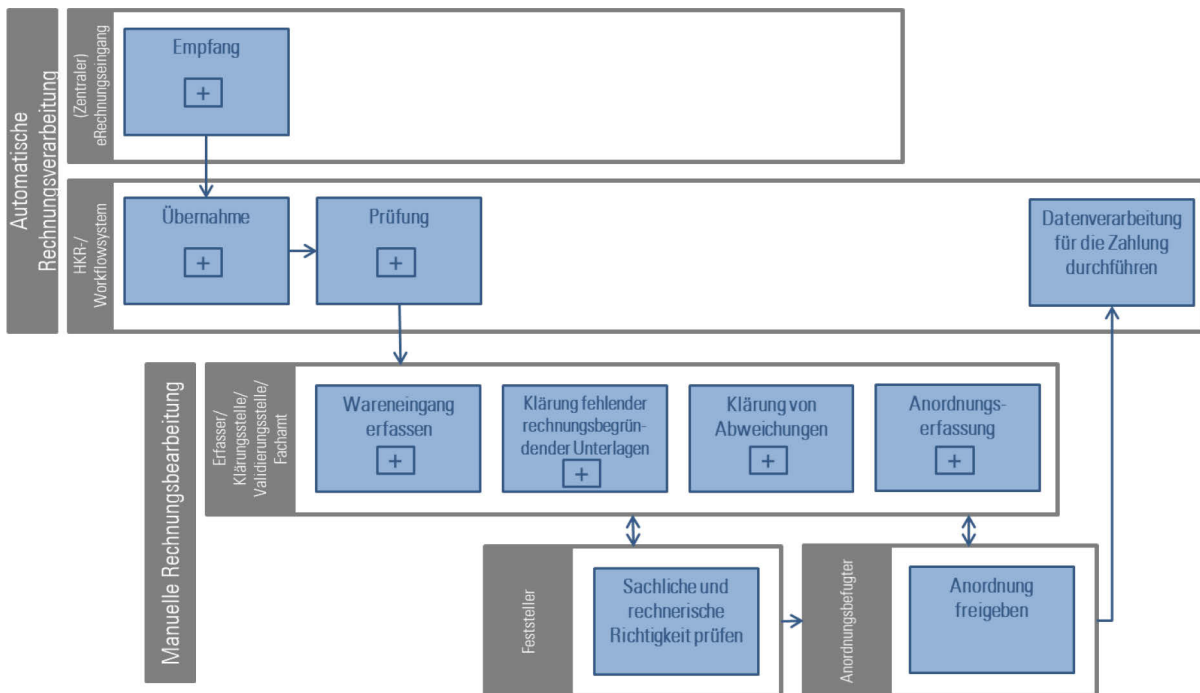 Automatische
Rechnungsverarbeitung
(Zentraler)
eRechnungseingang
Empfang
+
HKR-/
Workflowsystem
Übernahme
+
Prüfung
+
Datenverarbeitung
für die Zahlung
durchführen
Manuelle Rechnungsbearbeitung
Erfasser/
Klärungsstelle/
Validierungsstelle/
Fachamt
Wareneingang
erfassen
+
Klärung fehlender
rechnungsbegrün-
dender Unterlagen
+
Klärung von
Abweichungen
+
Anordnungs-
erfassung
+
Feststeller
Sachliche und
rechnerische
Richtigkeit prüfen
Anordnungsbefugter
Anordnung
freigeben